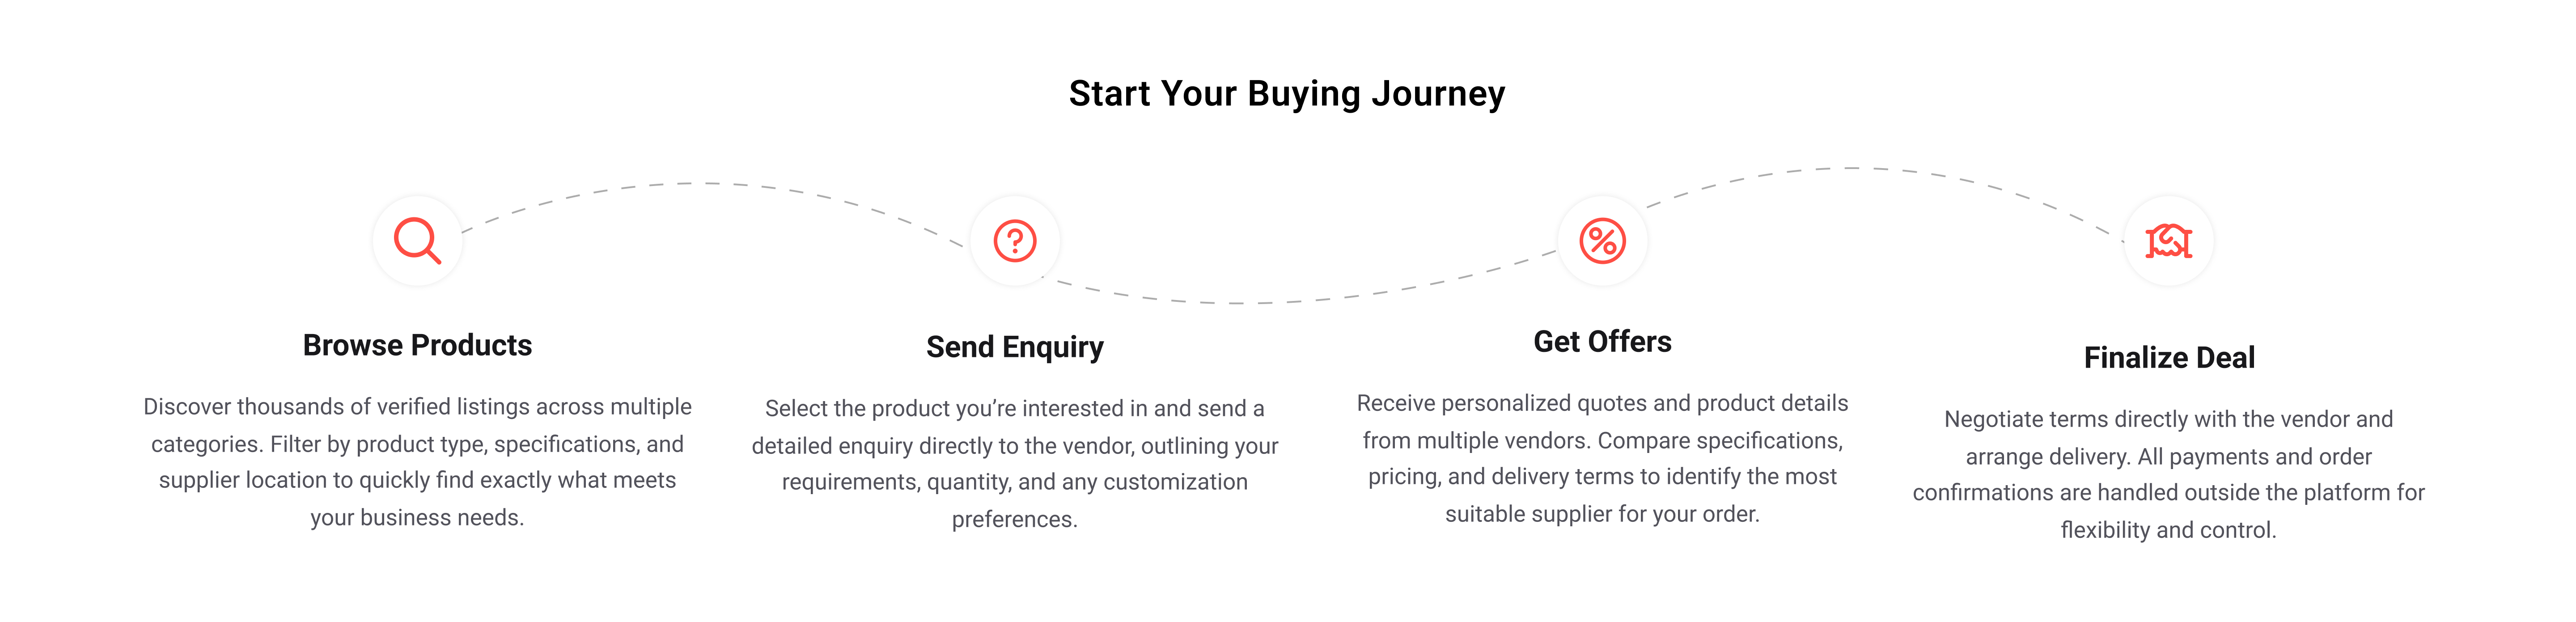 Start Your Buying Journey
Browse Products
Discover thousands of verified listings across multiple
categories. Filter by product type, specifications, and
supplier location to quickly find exactly what meets
your business needs.
Send Enquiry
Select the product you’re interested in and send a
detailed enquiry directly to the vendor, outlining your
requirements, quantity, and any customization
preferences.
Get Offers
Receive personalized quotes and product details
from multiple vendors. Compare specifications,
pricing, and delivery terms to identify the most
suitable supplier for your order.
Finalize Deal
Negotiate terms directly with the vendor and
arrange delivery. All payments and order
confirmations are handled outside the platform for
flexibility and control.